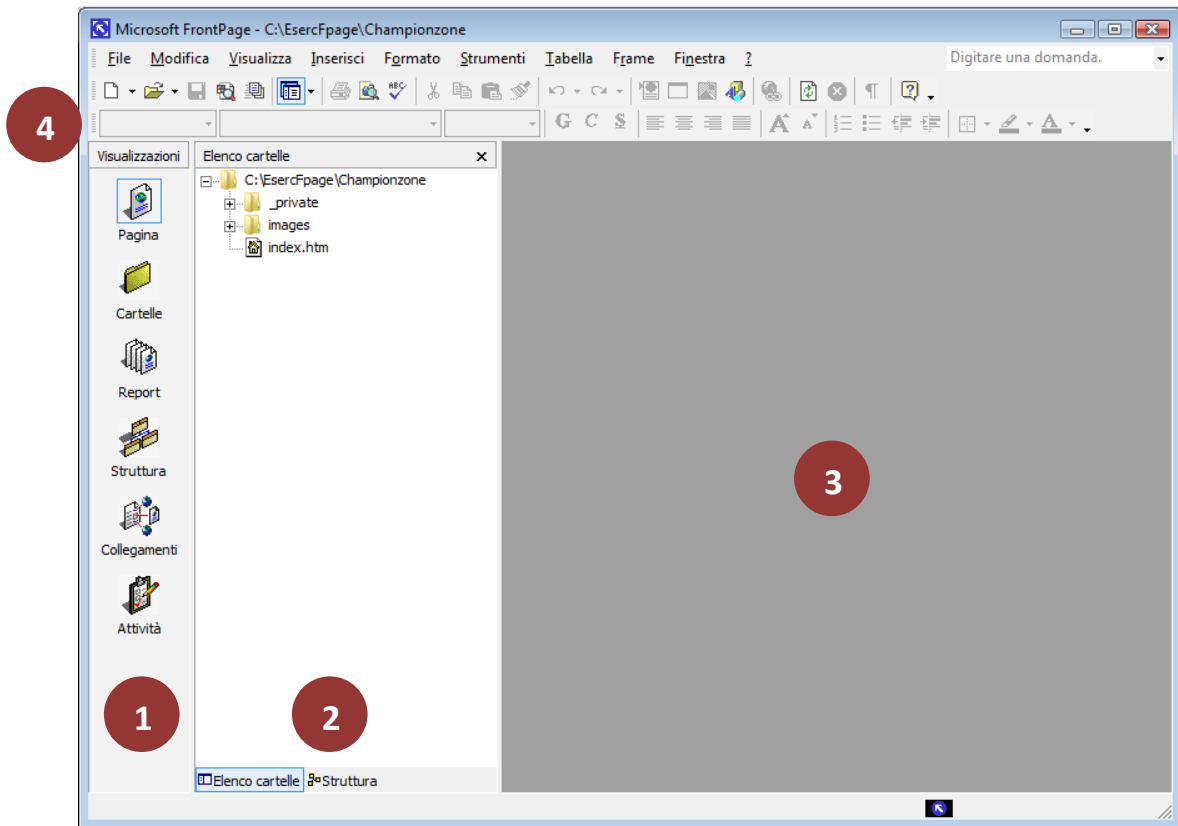 Microsoft FrontPage - C:\EsercFpage\Championzone
File Modifica Visualizza Inserisci Formato Strumenti Tabella Frame Finestra ? Digitare una domanda.
ABC
4
G C S A A A
Visualizzazioni Elenco cartelle x
C:\EsercFpage\Championzone
_private
images
index.htm
Pagina
Cartelle
Report
Struttura
Collegamenti
Attività
3
1
2
Elenco cartelle Struttura